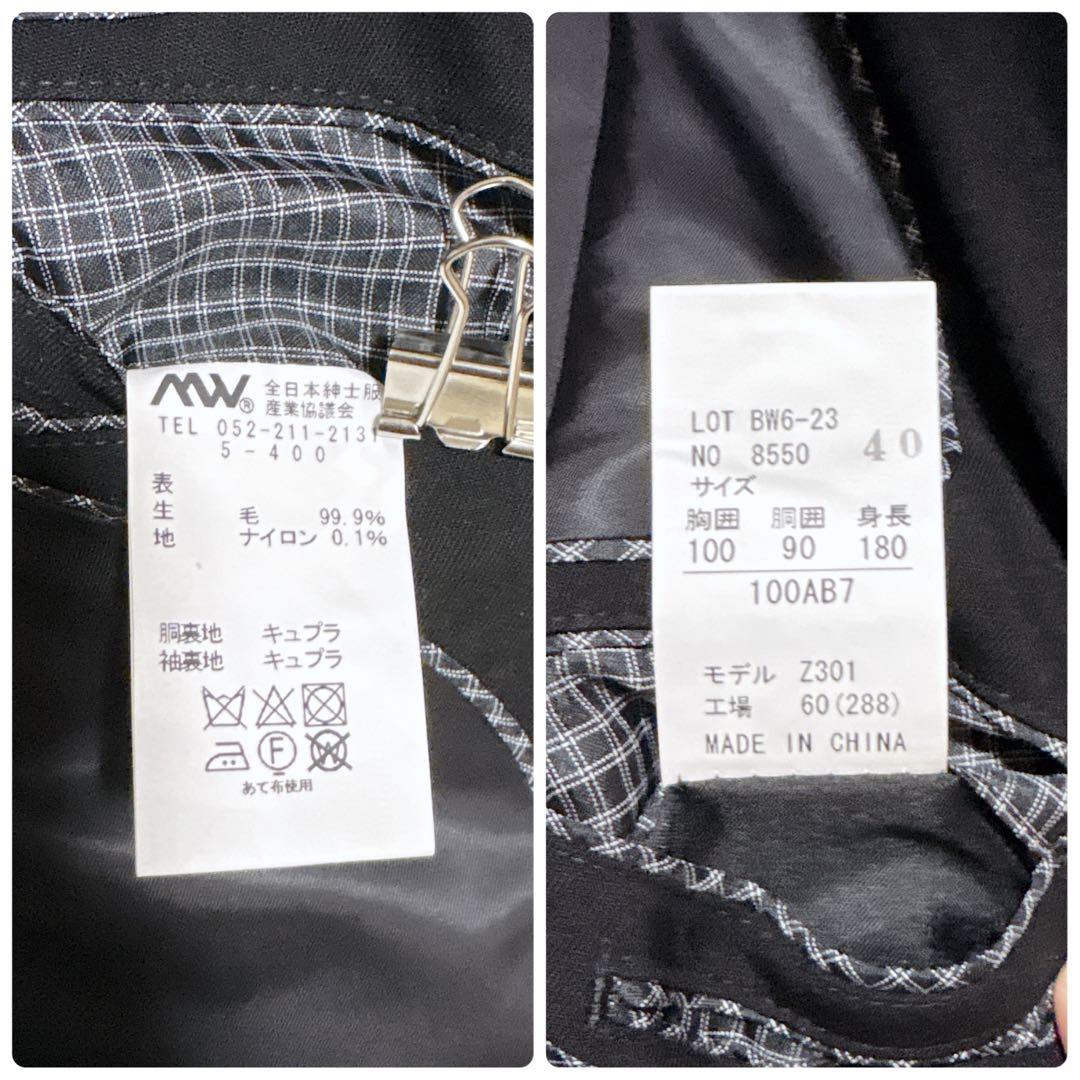 MW® 全日本紳士服
産業協議会
TEL 052-211-2131
5-400
表生地
毛 99.9%
ナイロン 0.1%
胴裏地 キュプラ
袖裏地 キュプラ
F W
あて布使用
LOT BW6-23
NO 8550 40
サイズ
胸囲 胴囲 身長
100 90 180
100AB7
モデル Z301
工場 60(288)
MADE IN CHINA